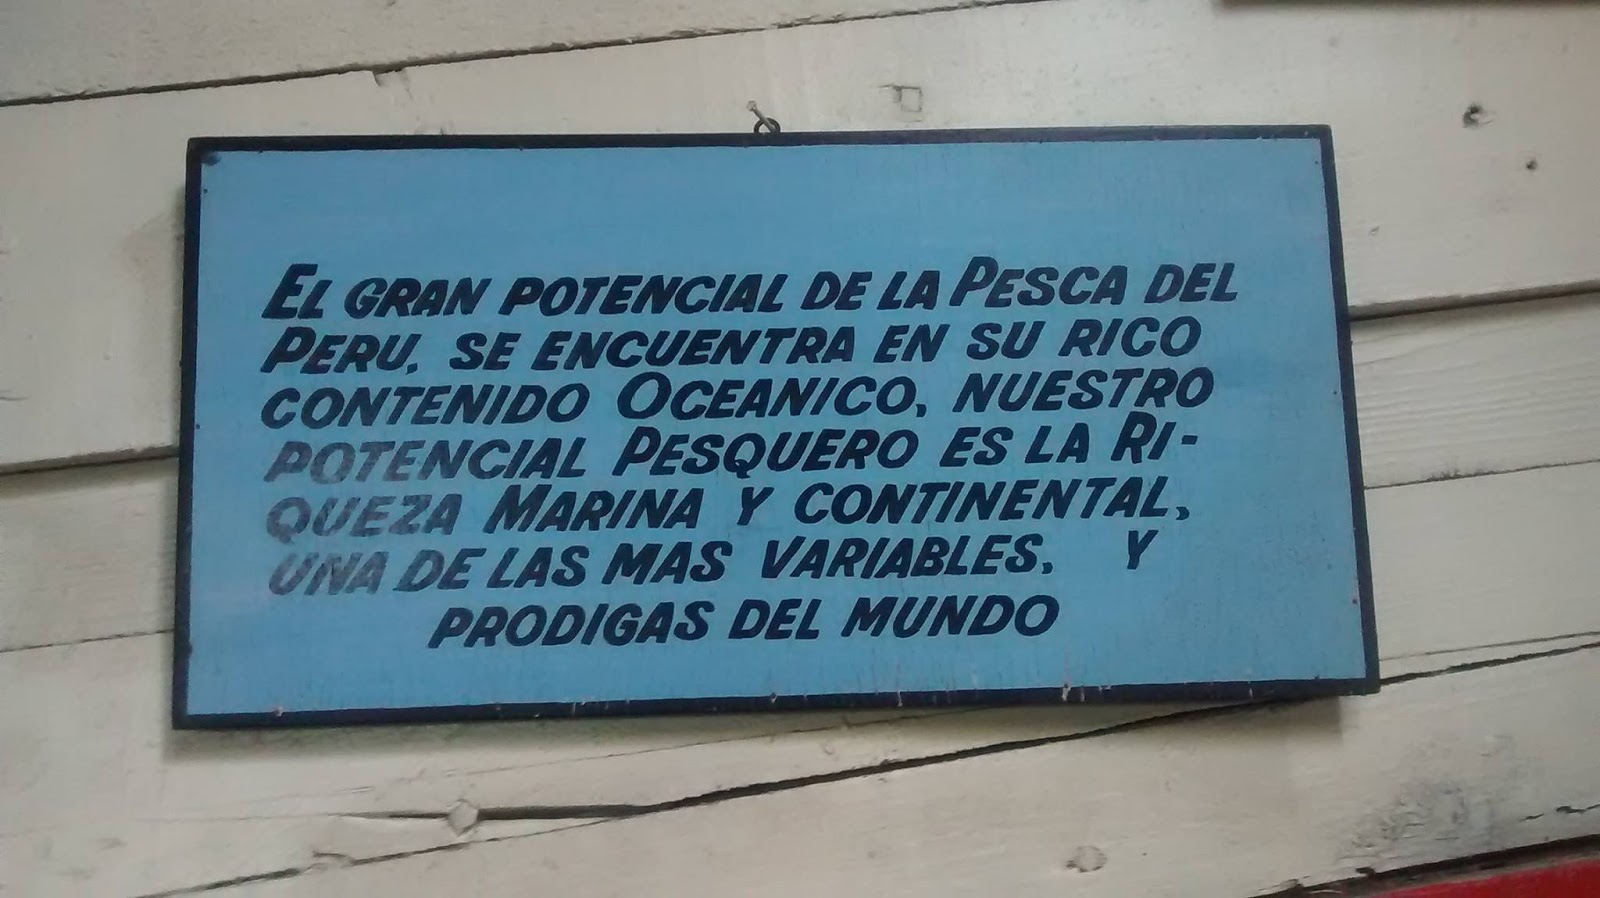 EL GRAN POTENCIAL DE LA PESCA DEL
PERU, SE ENCUENTRA EN SU RICO
CONTENIDO OCEANICO, NUESTRO
POTENCIAL PESQUERO ES LA RI-
QUEZA MARINA Y CONTINENTAL,
UNA DE LAS MAS VARIABLES, Y
PRODIGAS DEL MUNDO